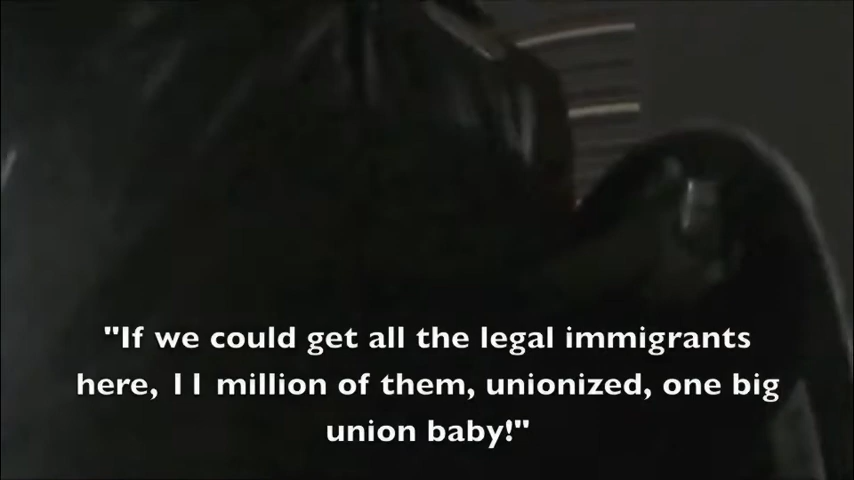 "If we could get all the legal immigrants
here, 11 million of them, unionized, one big
union baby!"